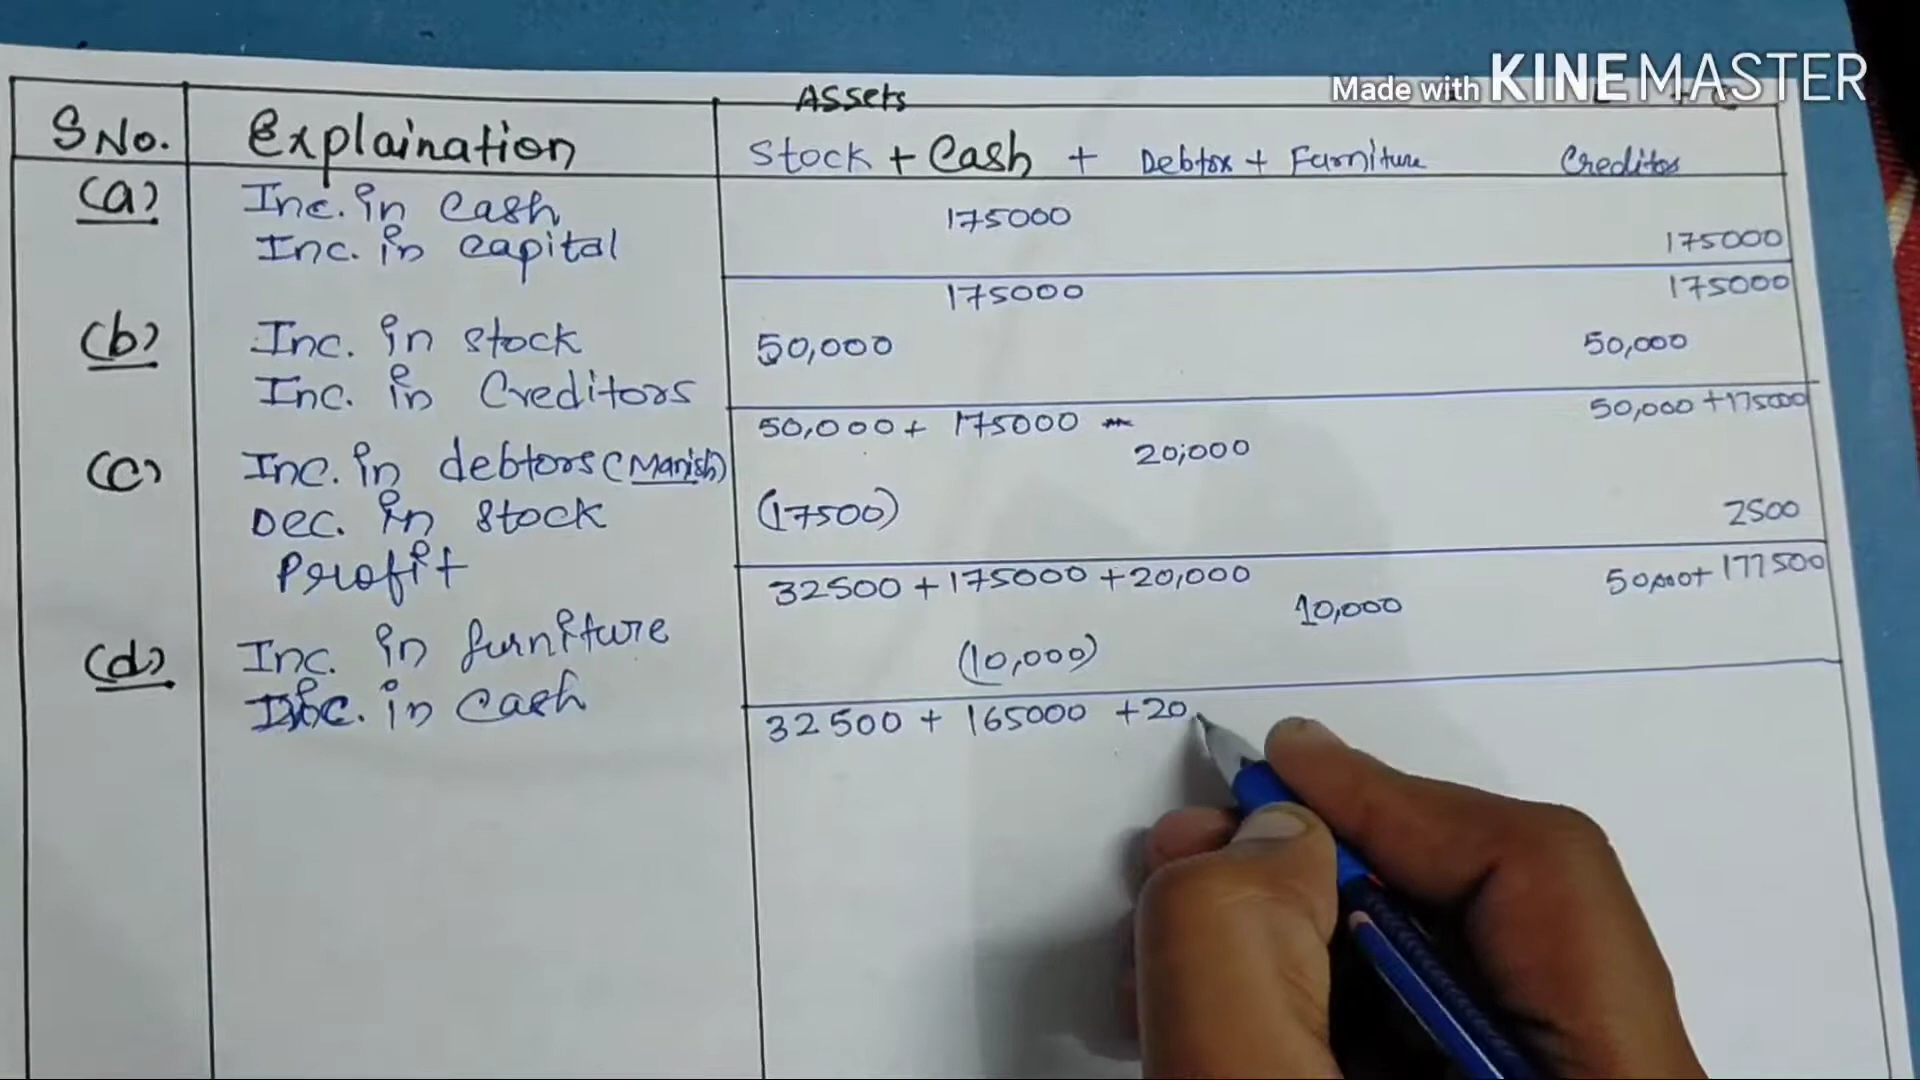 Made with KINEMASTER
Assets
S No. Explaination Stock + Cash + Debtox + Furniture Creditos
(a) Inc. in cash 175000
Inc. in capital 175000
175000 175000
(b) Inc. in stock 50,000 50,000
Inc. in Creditors
50,000 + 175000 50,000 + 175000
(c) Inc. in debtors (Manish) 20,000
Dec. in stock (17500) 2500
Profit
32500 + 175000 + 20,000 50,000+ 177500
(d) Inc. in furniture 10,000
(10,000)
Dec. in cash
32500 + 165000 + 20